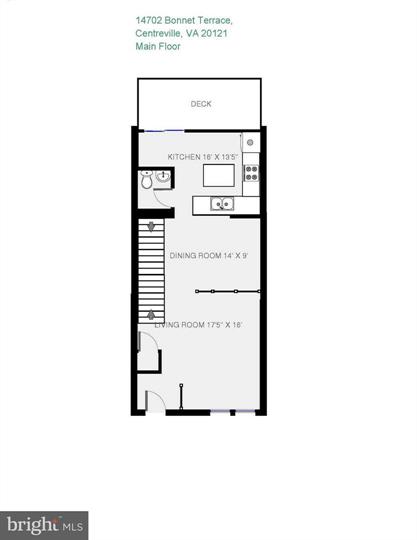 14702 Bonnet Terrace,
Centreville, VA 20121
Main Floor
DECK
KITCHEN 16' X 13'5"
DINING ROOM 14' X 9'
LIVING ROOM 17'5" X 16'
bright MLS